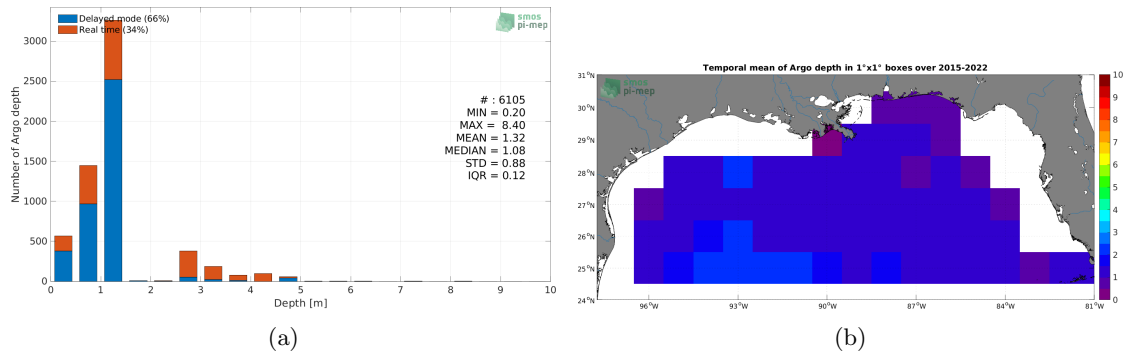 Delayed mode (66%)
Real time (34%)
smos
pi-mep
3000
2500
2000
1500
1000
500
0
Number of Argo depth
# : 6105
MIN = 0.20
MAX = 8.40
MEAN = 1.32
MEDIAN = 1.08
STD = 0.88
IQR = 0.12
0 1 2 3 4 5 6 7 8 9 10
Depth [m]
(a)
Temporal mean of Argo depth in 1°x1° boxes over 2015-2022
smos
pi-mep
31°N
30°N
29°N
28°N
27°N
26°N
25°N
24°N
96°W 93°W 90°W 87°W 84°W 81°W
10
9
8
7
6
5
4
3
2
1
0
(b)